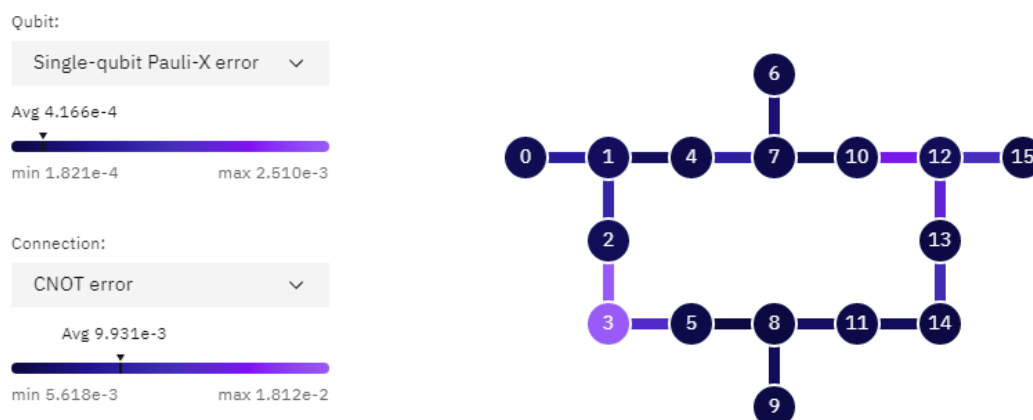 Qubit:
Single-qubit Pauli-X error
Avg 4.166e-4
min 1.821e-4 max 2.510e-3
Connection:
CNOT error
Avg 9.931e-3
min 5.618e-3 max 1.812e-2
6
0 1 4 7 10 12 15
2 13
3 5 8 11 14
9